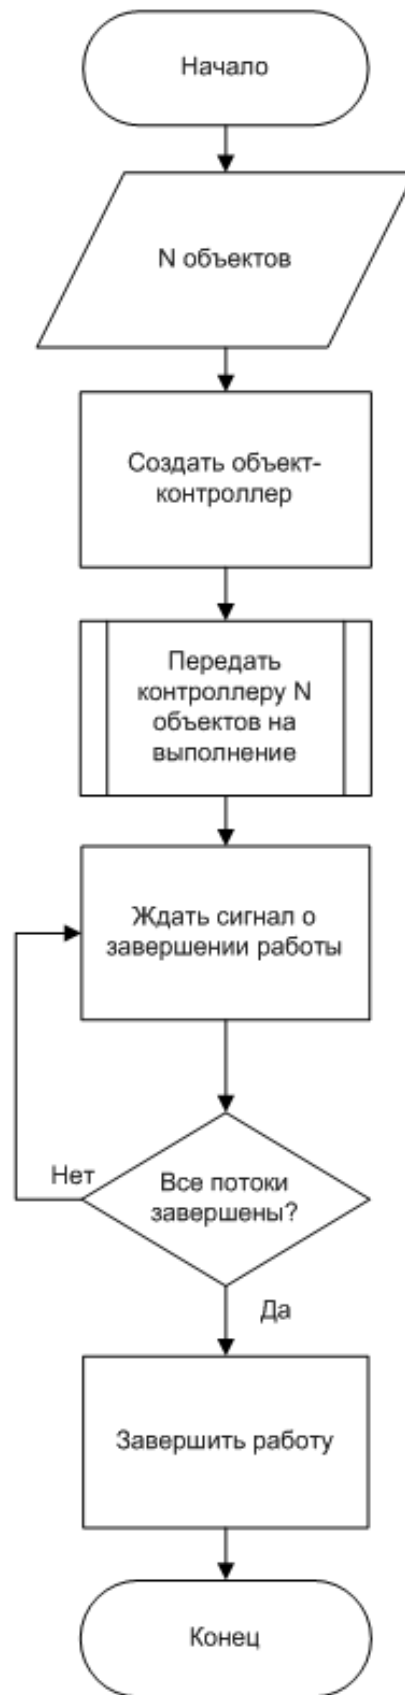 Начало
N объектов
Создать объект-
контроллер
Передать
контроллеру N
объектов на
выполнение
Ждать сигнал о
завершении работы
Нет
Все потоки
завершены?
Да
Завершить работу
Конец